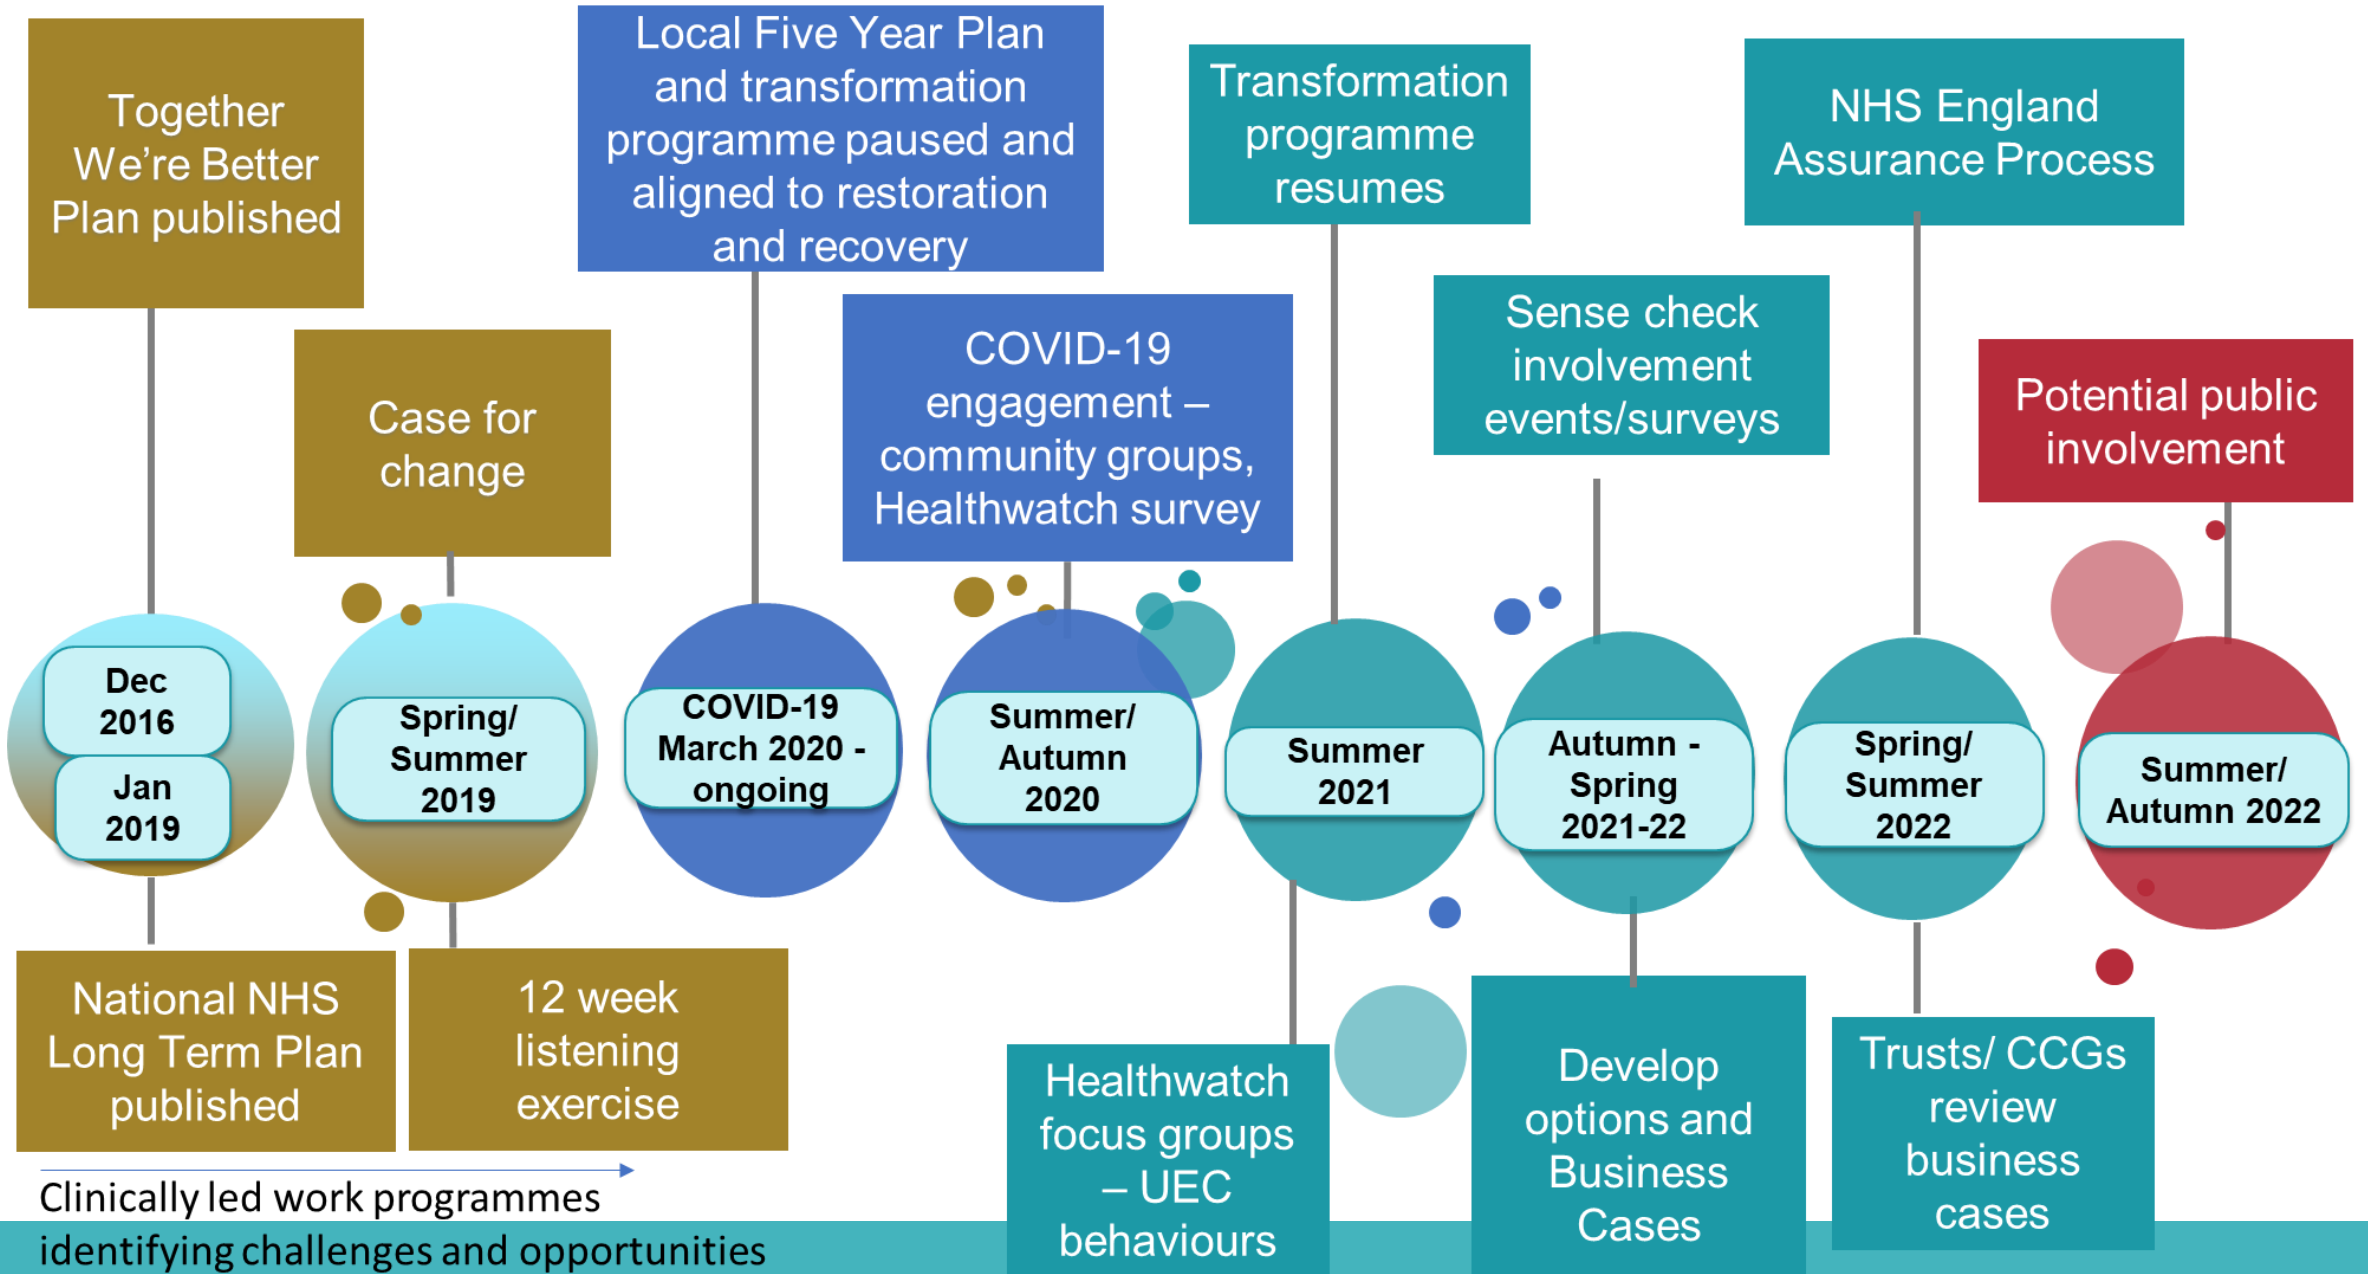 Together
We're Better
Plan published
Case for
change
Local Five Year Plan
and transformation
programme paused and
aligned to restoration
and recovery
COVID-19
engagement –
community groups,
Healthwatch survey
Transformation
programme
resumes
Sense check
involvement
events/surveys
NHS England
Assurance Process
Potential public
involvement
Dec
2016
Jan
2019
Spring/
Summer
2019
COVID-19
March 2020 -
ongoing
Summer/
Autumn
2020
Summer
2021
Autumn -
Spring
2021-22
Spring/
Summer
2022
Summer/
Autumn 2022
National NHS
Long Term Plan
published
12 week
listening
exercise
Healthwatch
focus groups
– UEC
behaviours
Develop
options and
Business
Cases
Trusts/ CCGs
review
business
cases
Clinically led work programmes
identifying challenges and opportunities